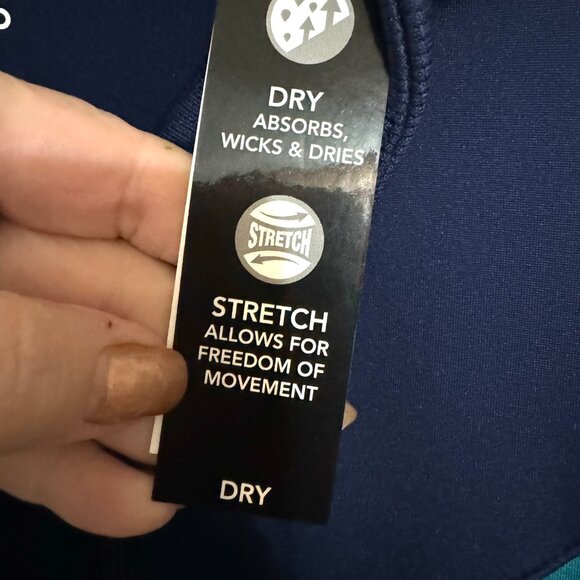 DRY
ABSORBS,
WICKS & DRIES
STRETCH
STRETCH
ALLOWS FOR
FREEDOM OF
MOVEMENT
DRY